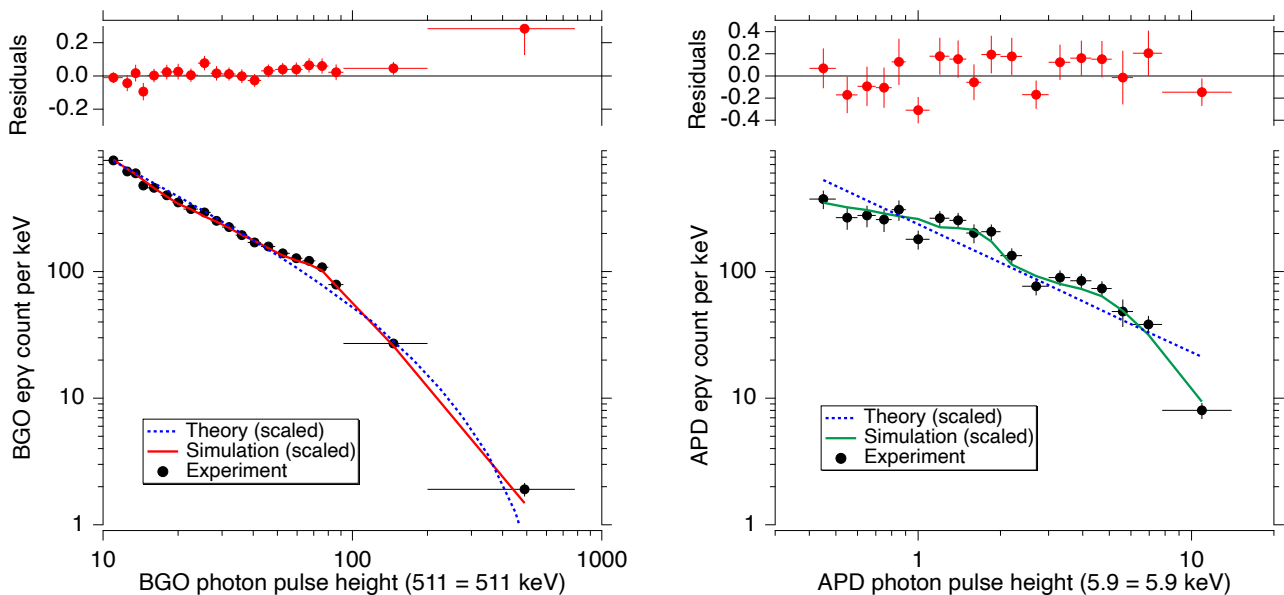 Residuals
0.2
0.0
-0.2
BGO epy count per keV
100
10
1
Theory (scaled)
Simulation (scaled)
Experiment
10
100
1000
BGO photon pulse height (511 = 511 keV)
Residuals
0.4
0.2
0.0
-0.2
-0.4
APD epy count per keV
100
10
1
Theory (scaled)
Simulation (scaled)
Experiment
1
10
APD photon pulse height (5.9 = 5.9 keV)